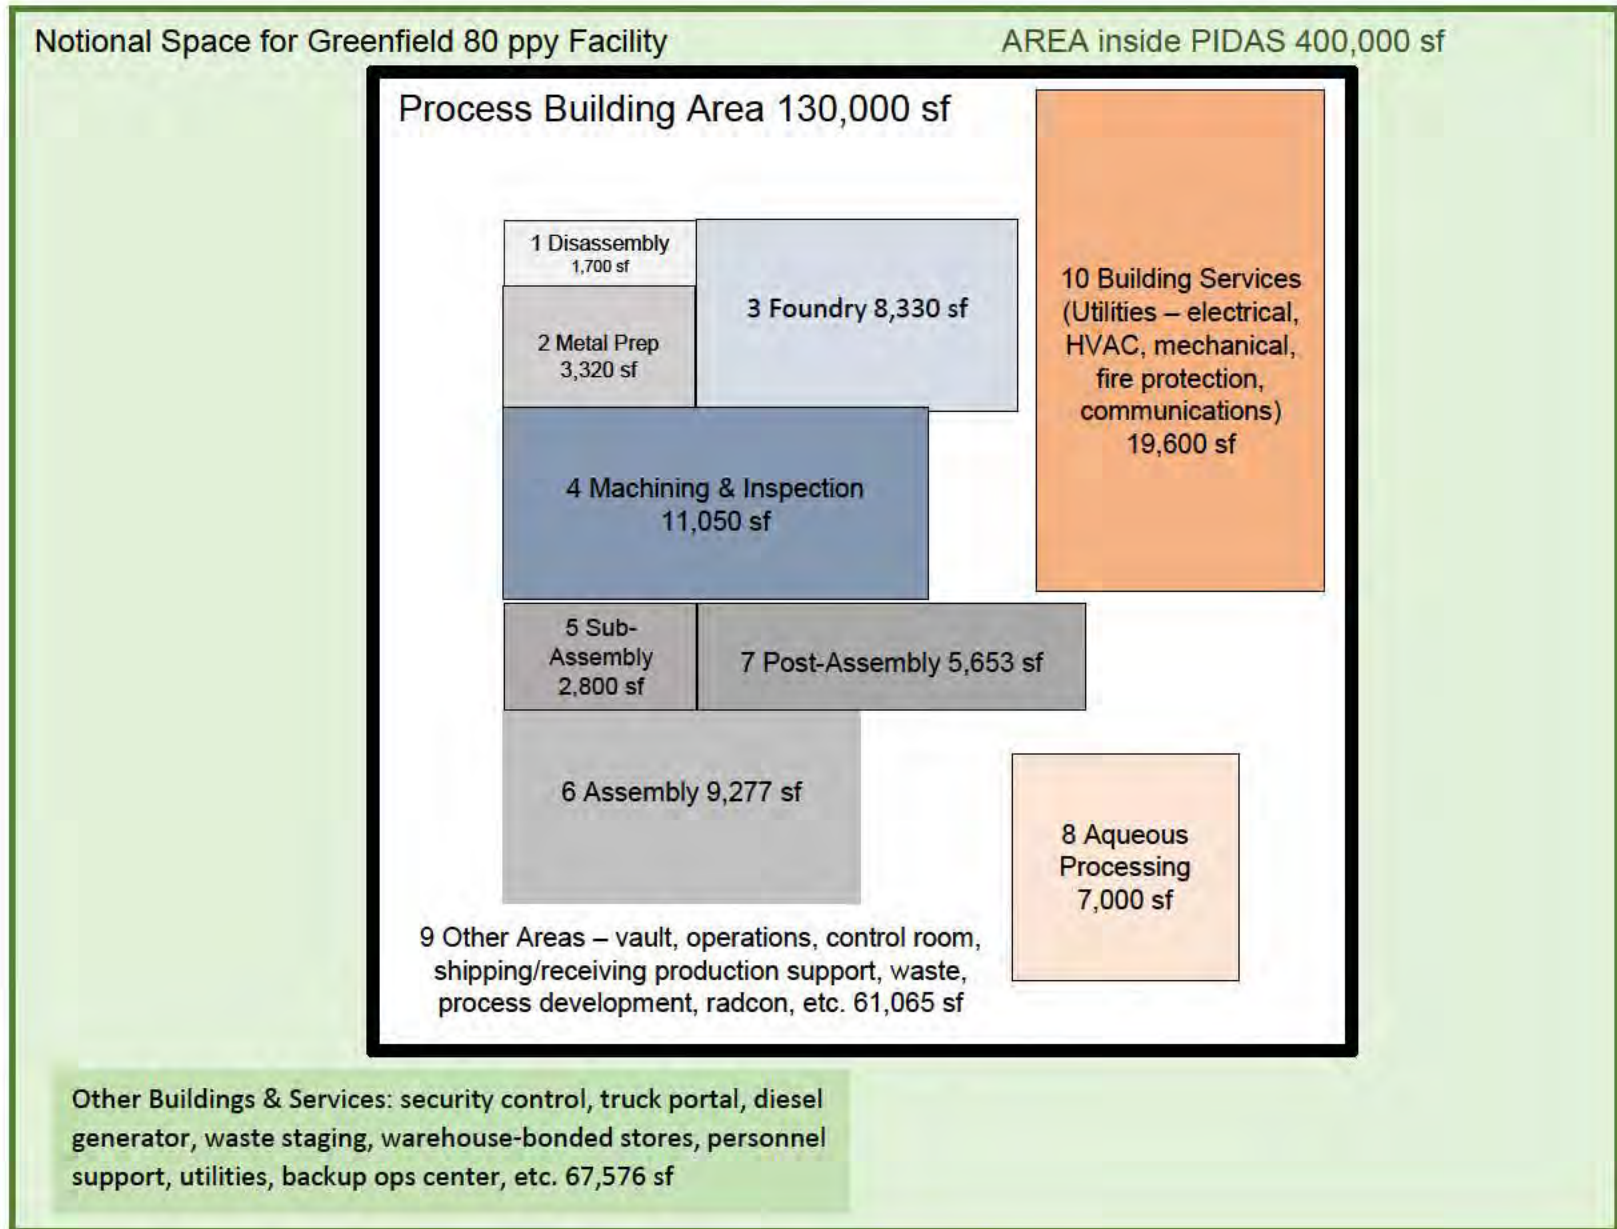 Notional Space for Greenfield 80 ppy Facility
AREA inside PIDAS 400,000 sf
Process Building Area 130,000 sf
1 Disassembly
1,700 sf
2 Metal Prep
3,320 sf
3 Foundry 8,330 sf
10 Building Services
(Utilities – electrical,
HVAC, mechanical,
fire protection,
communications)
19,600 sf
4 Machining & Inspection
11,050 sf
5 Sub-
Assembly
2,800 sf
7 Post-Assembly 5,653 sf
6 Assembly 9,277 sf
8 Aqueous
Processing
7,000 sf
9 Other Areas – vault, operations, control room,
shipping/receiving production support, waste,
process development, radcon, etc. 61,065 sf
Other Buildings & Services: security control, truck portal, diesel
generator, waste staging, warehouse-bonded stores, personnel
support, utilities, backup ops center, etc. 67,576 sf